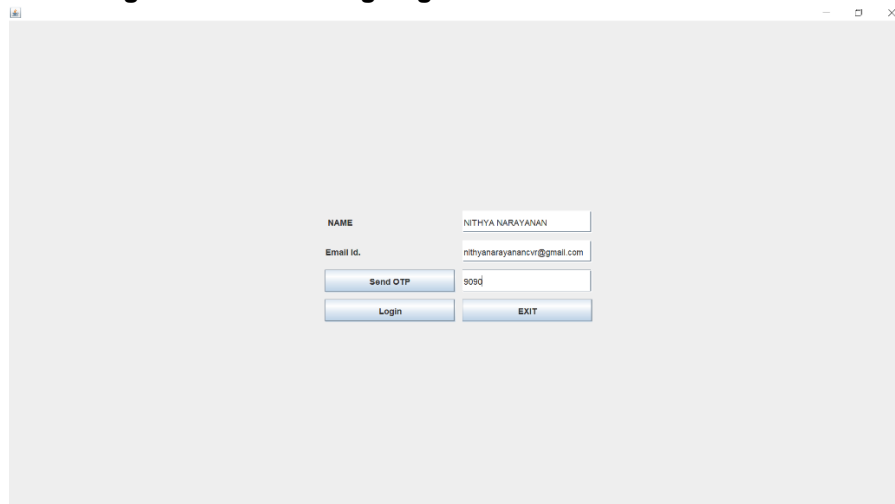 NAME NITHYA NARAYANAN
Email Id. nithyanarayanancvr@gmail.com
Send OTP 9090
Login EXIT